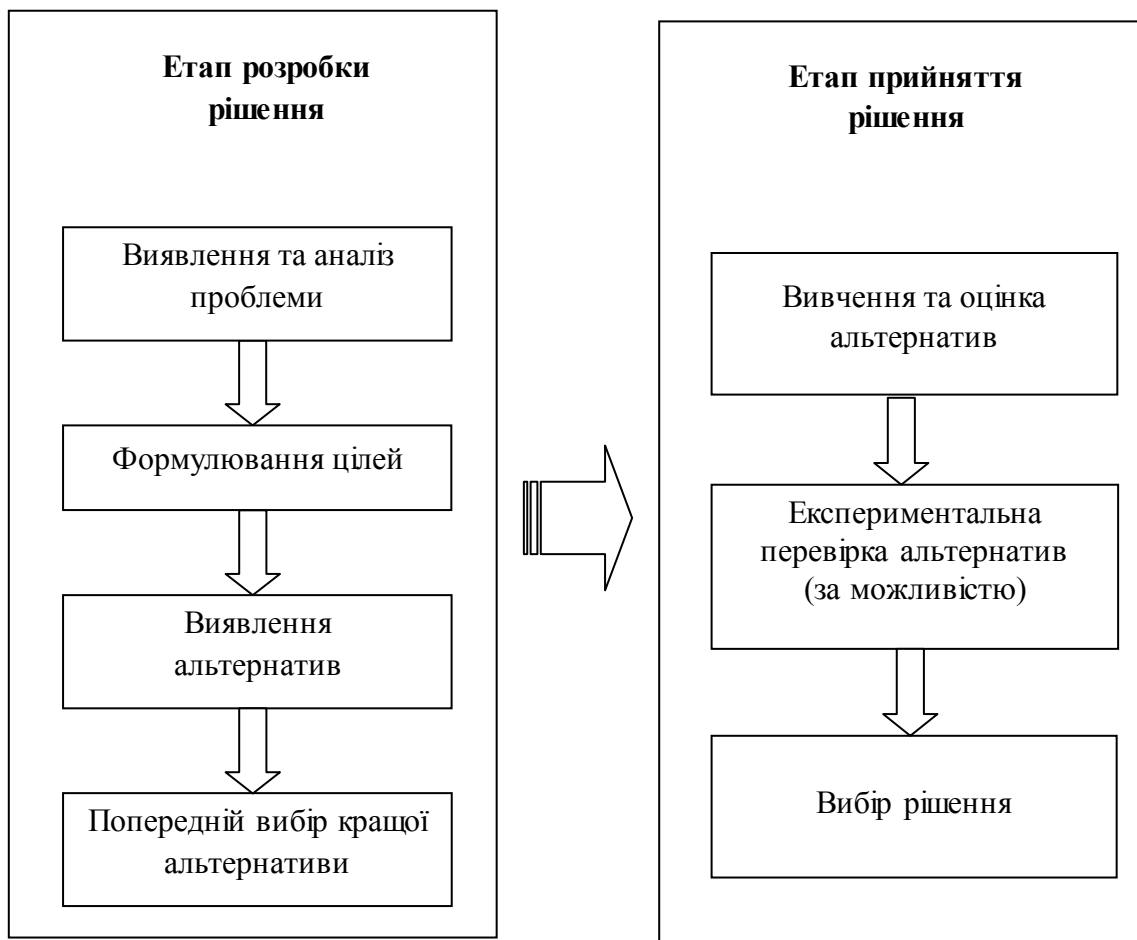 Етап розробки
рішення
Виявлення та аналіз
проблеми
Формулювання цілей
Виявлення
альтернатив
Попередній вибір кращої
альтернативи
Етап прийняття
рішення
Вивчення та оцінка
альтернатив
Експериментальна
перевірка альтернатив
(за можливістю)
Вибір рішення